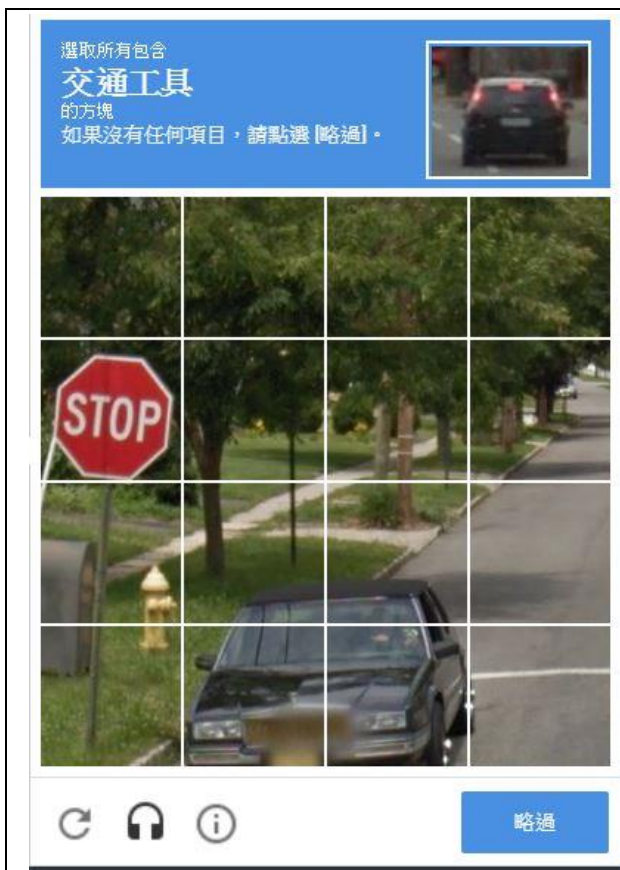 選取所有包含
交通工具
的方塊
如果沒有任何項目，請點選 [略過]。
STOP
略過